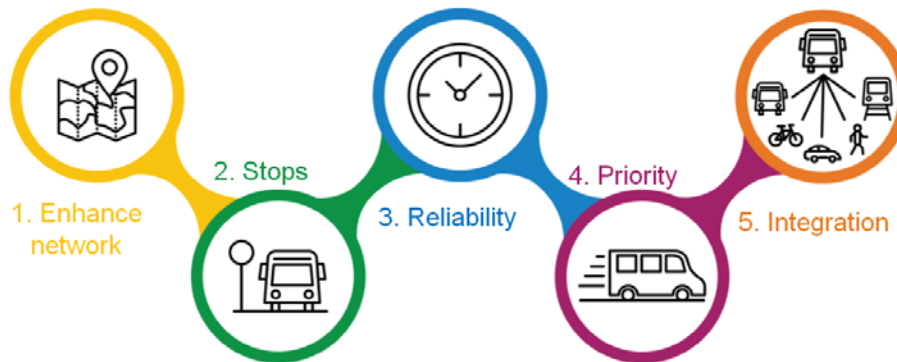 1. Enhance
network
2. Stops
3. Reliability
4. Priority
5. Integration